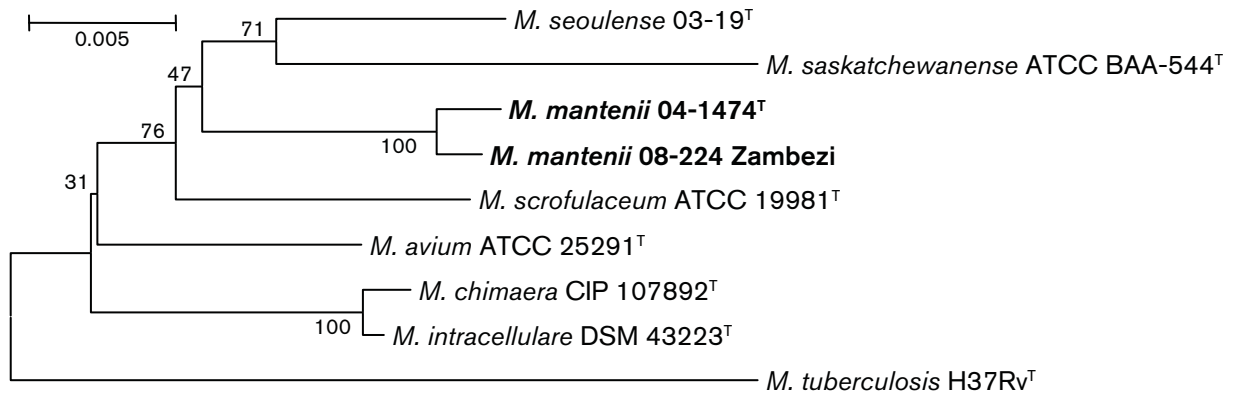 0.005
71
M. seoulense 03-19ᵀ
M. saskatchewanense ATCC BAA-544ᵀ
47
M. mantenii 04-1474ᵀ
100
M. mantenii 08-224 Zambezi
76
M. scrofulaceum ATCC 19981ᵀ
31
M. avium ATCC 25291ᵀ
M. chimaera CIP 107892ᵀ
100
M. intracellulare DSM 43223ᵀ
M. tuberculosis H37Rvᵀ